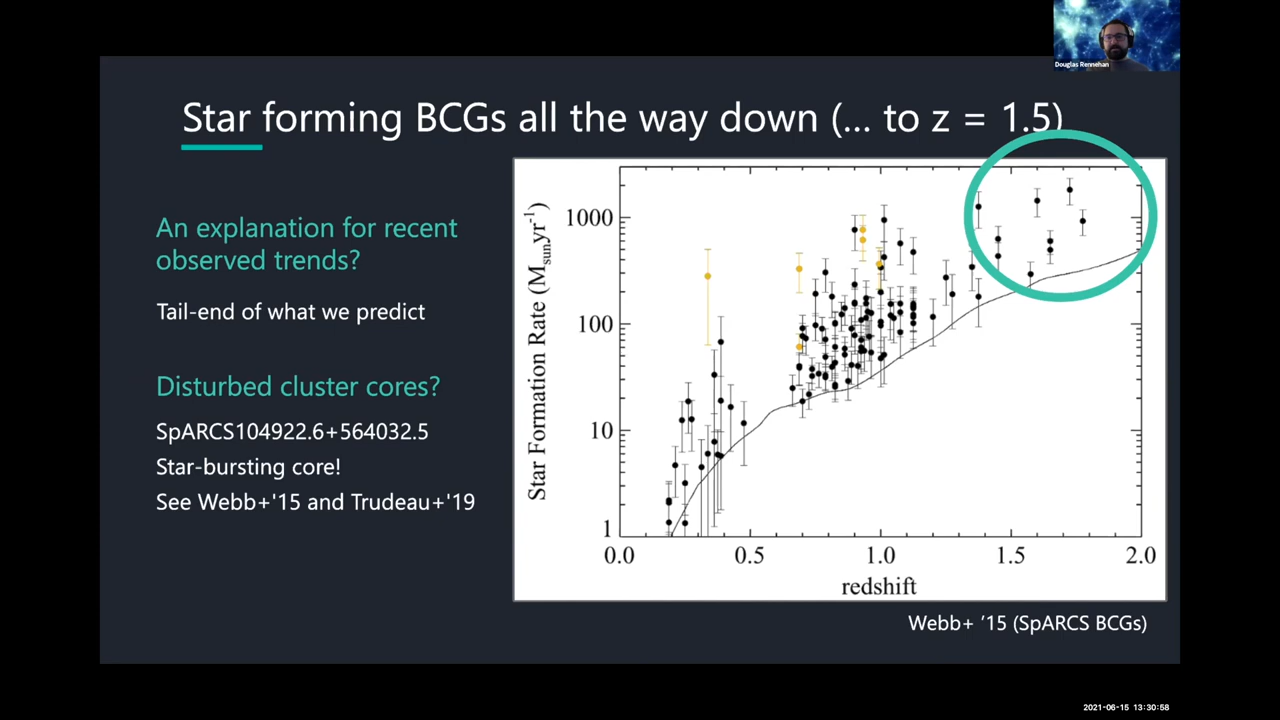 Douglas Rennehan
Star forming BCGs all the way down (... to z = 1.5)
An explanation for recent
observed trends?
Tail-end of what we predict
Disturbed cluster cores?
SpARCS104922.6+564032.5
Star-bursting core!
See Webb+'15 and Trudeau+'19
Star Formation Rate (M_sun yr^-1)
1000
100
10
1
0.0 0.5 1.0 1.5 2.0
redshift
Webb+ ’15 (SpARCS BCGs)
2021-06-15 13:30:58